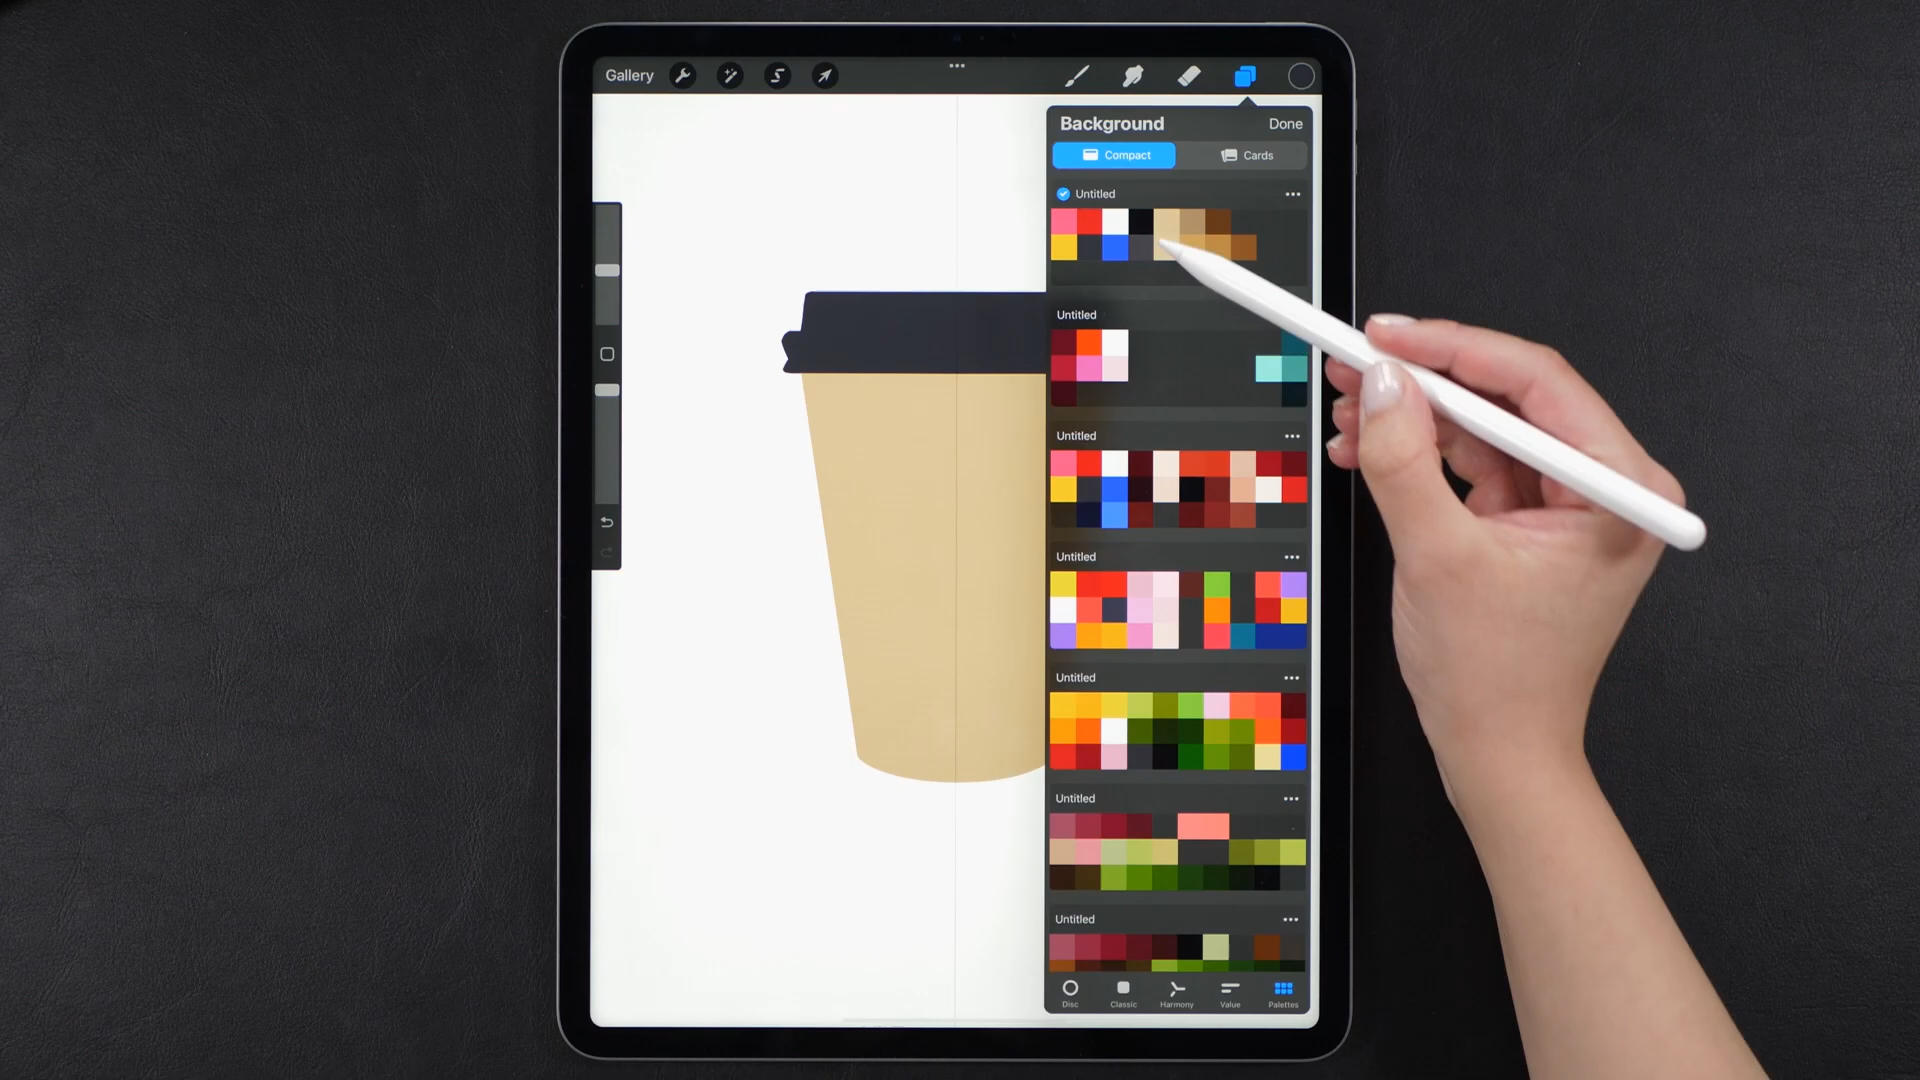 Gallery
Background
Done
Compact
Cards
Untitled
Untitled
Untitled
Untitled
Untitled
Untitled
Untitled
Disc
Classic
Harmony
Value
Palettes